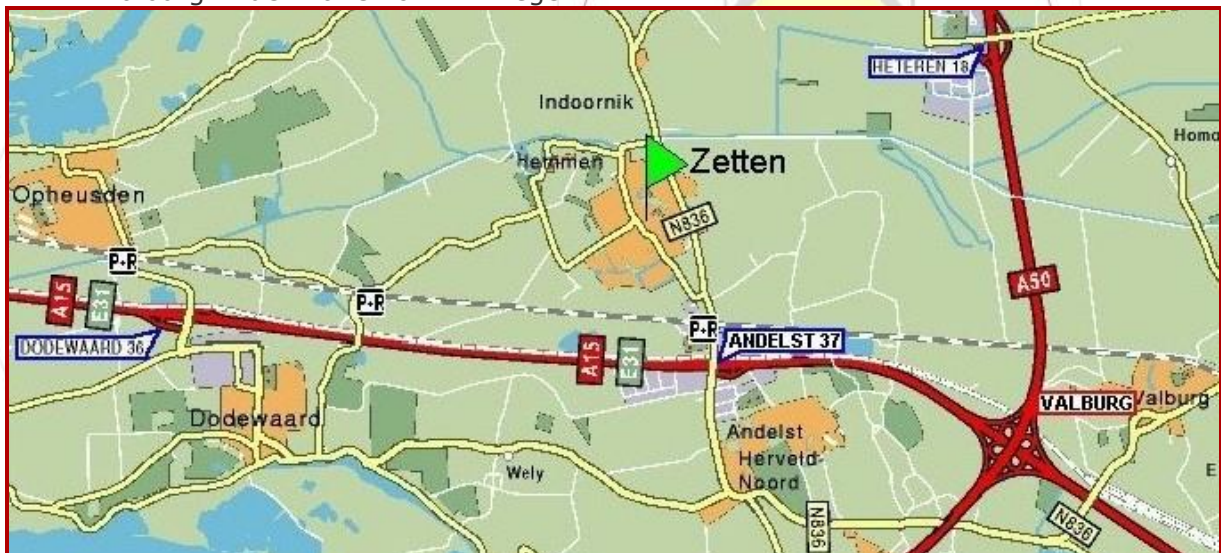 HETEREN 18
Indoornik
Homo
Hemmen
Zetten
Opheusden
N836
P+R
A50
A15
E31
P+R
P+R
DODEWAARD 36
ANDELST 37
A15
E31
VALBURG
Valburg
Dodewaard
Andelst
Herveld-
Noord
Wely
E
N836
N836